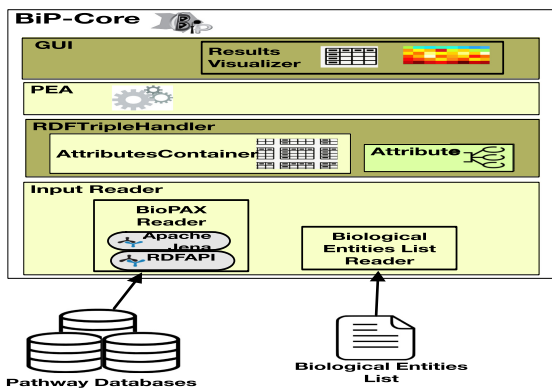 BiP-Core BiP
GUI
Results
Visualizer
PEA
RDFTripleHandler
AttributesContainer
Attribute
Input Reader
BioPAX
Reader
Apache
Jena
RDFAPI
Biological
Entities List
Reader
Pathway Databases
Biological Entities
List